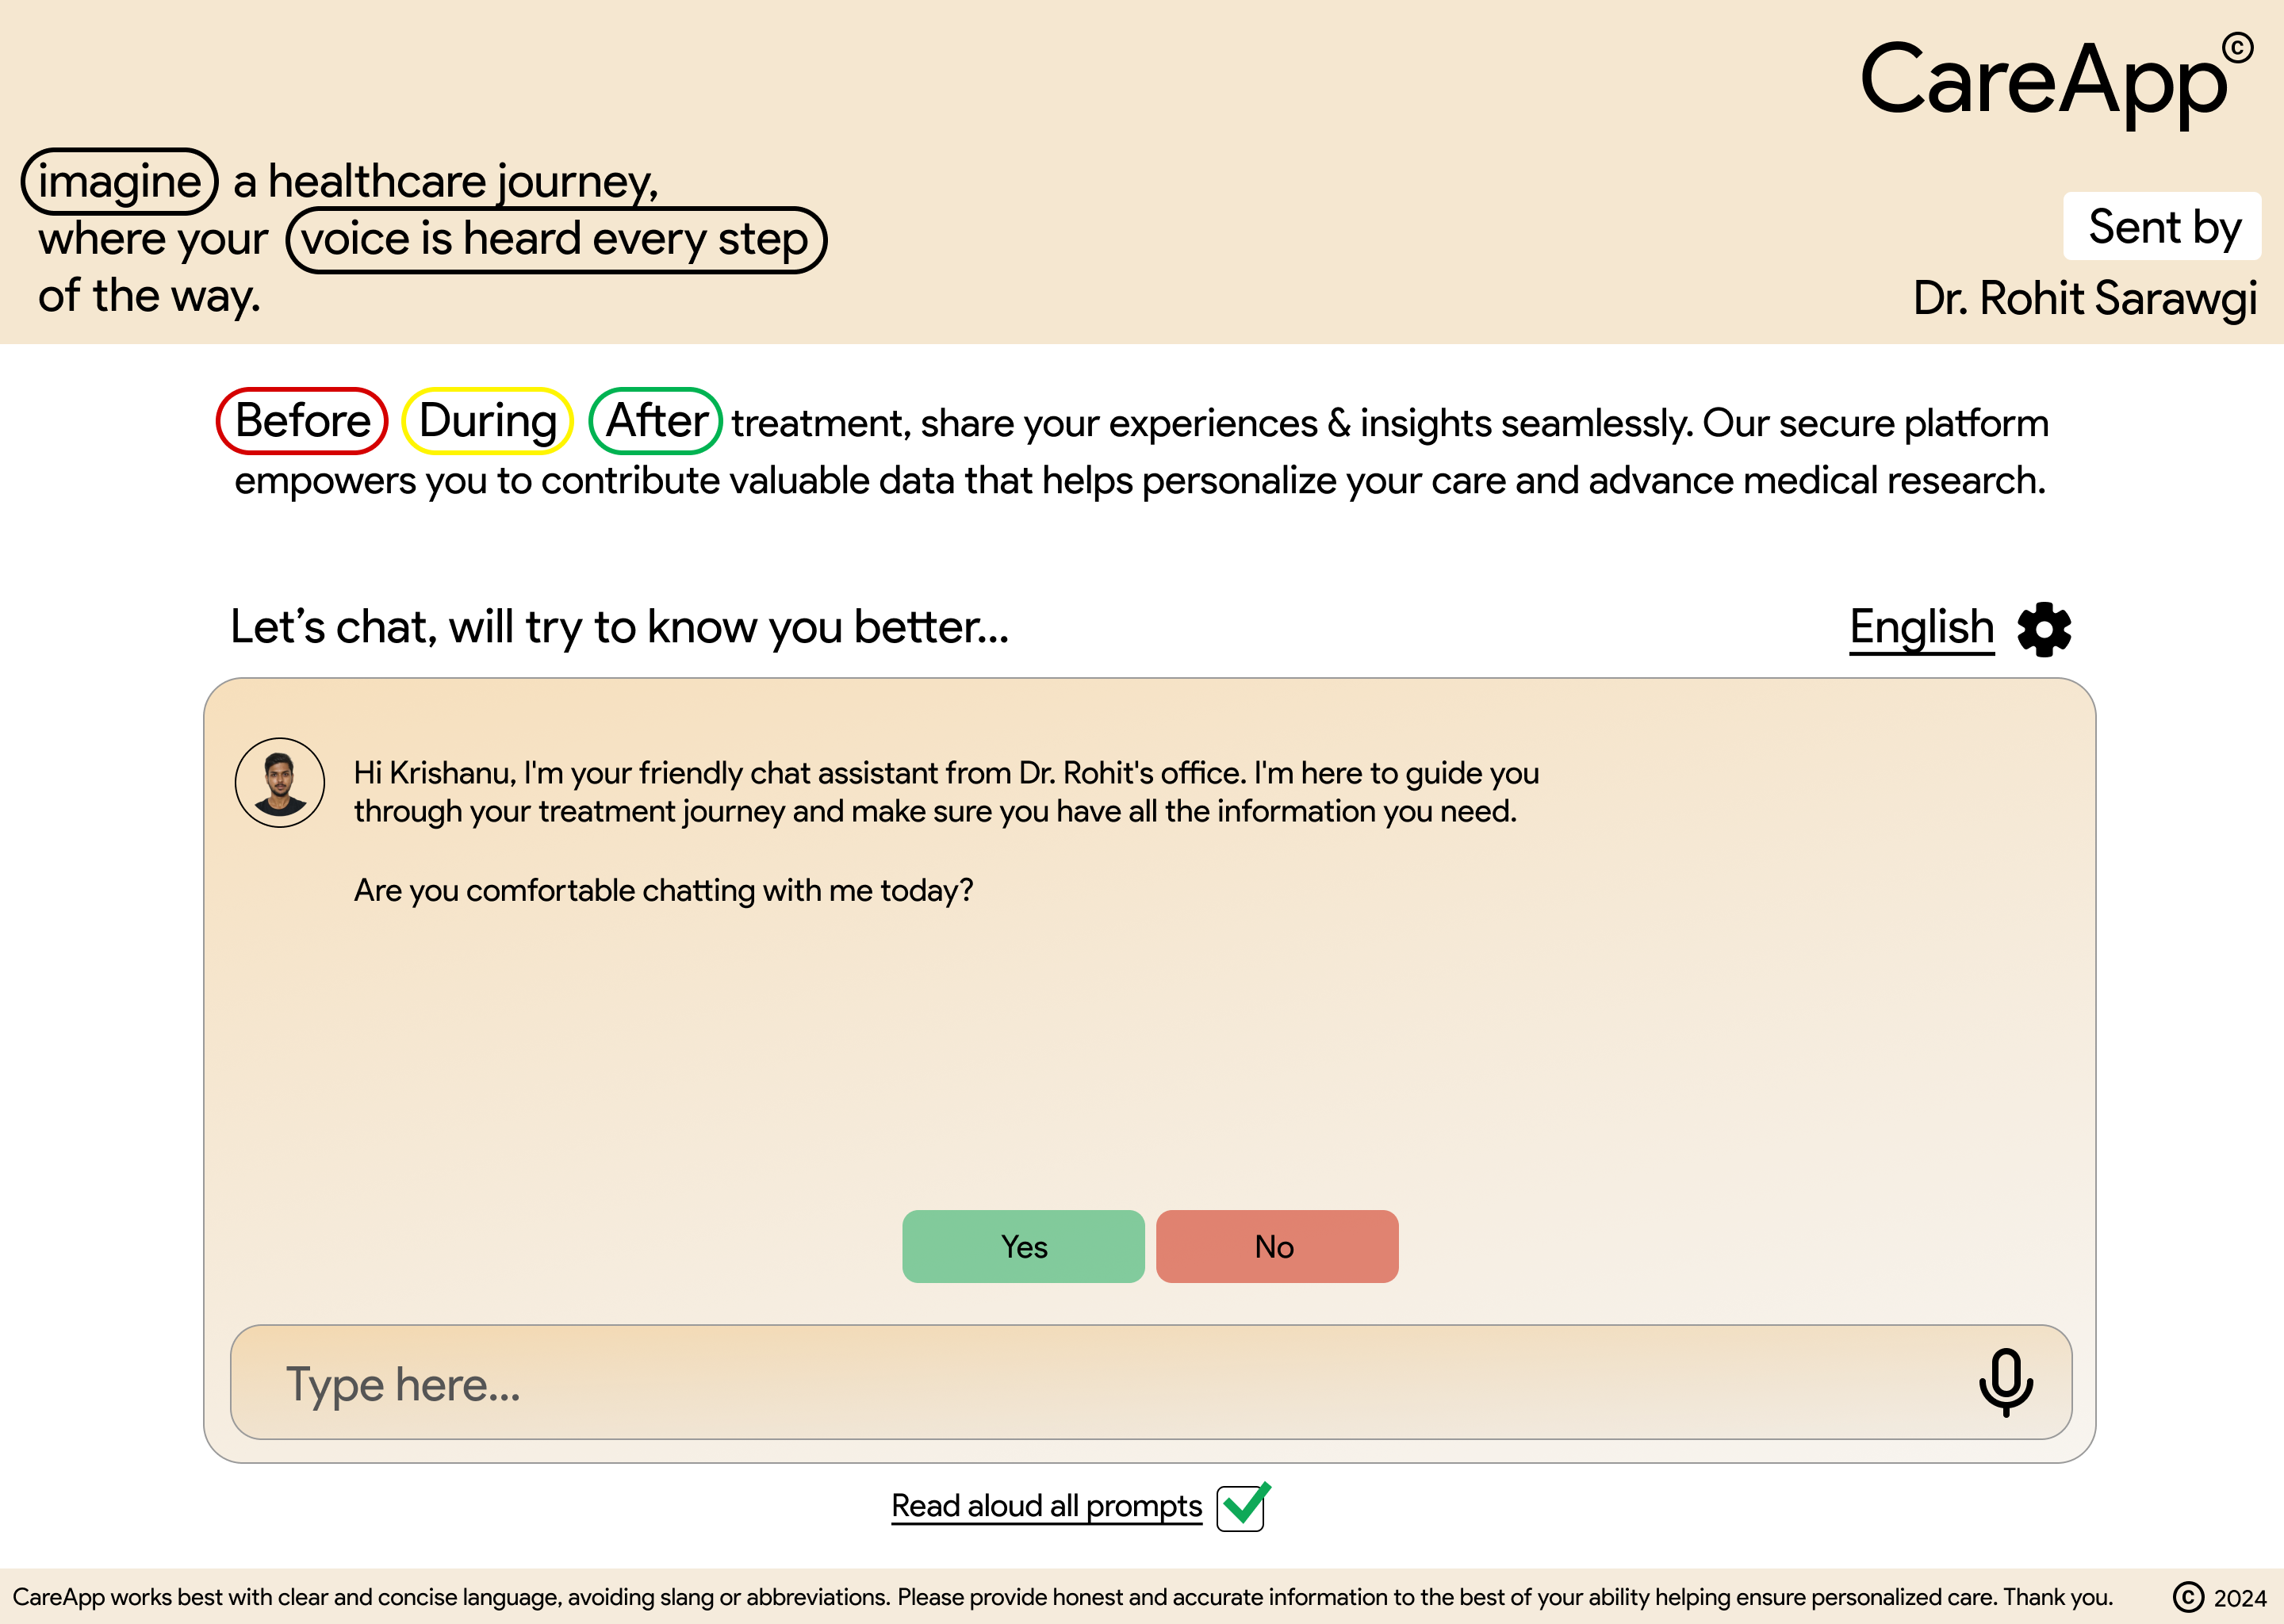 CareApp©
imagine a healthcare journey,
where your voice is heard every step
of the way.
Sent by
Dr. Rohit Sarawgi
Before During After treatment, share your experiences & insights seamlessly. Our secure platform
empowers you to contribute valuable data that helps personalize your care and advance medical research.
Let’s chat, will try to know you better...
English
Hi Krishanu, I'm your friendly chat assistant from Dr. Rohit's office. I'm here to guide you
through your treatment journey and make sure you have all the information you need.
Are you comfortable chatting with me today?
Yes
No
Type here...
Read aloud all prompts
CareApp works best with clear and concise language, avoiding slang or abbreviations. Please provide honest and accurate information to the best of your ability helping ensure personalized care. Thank you.
© 2024